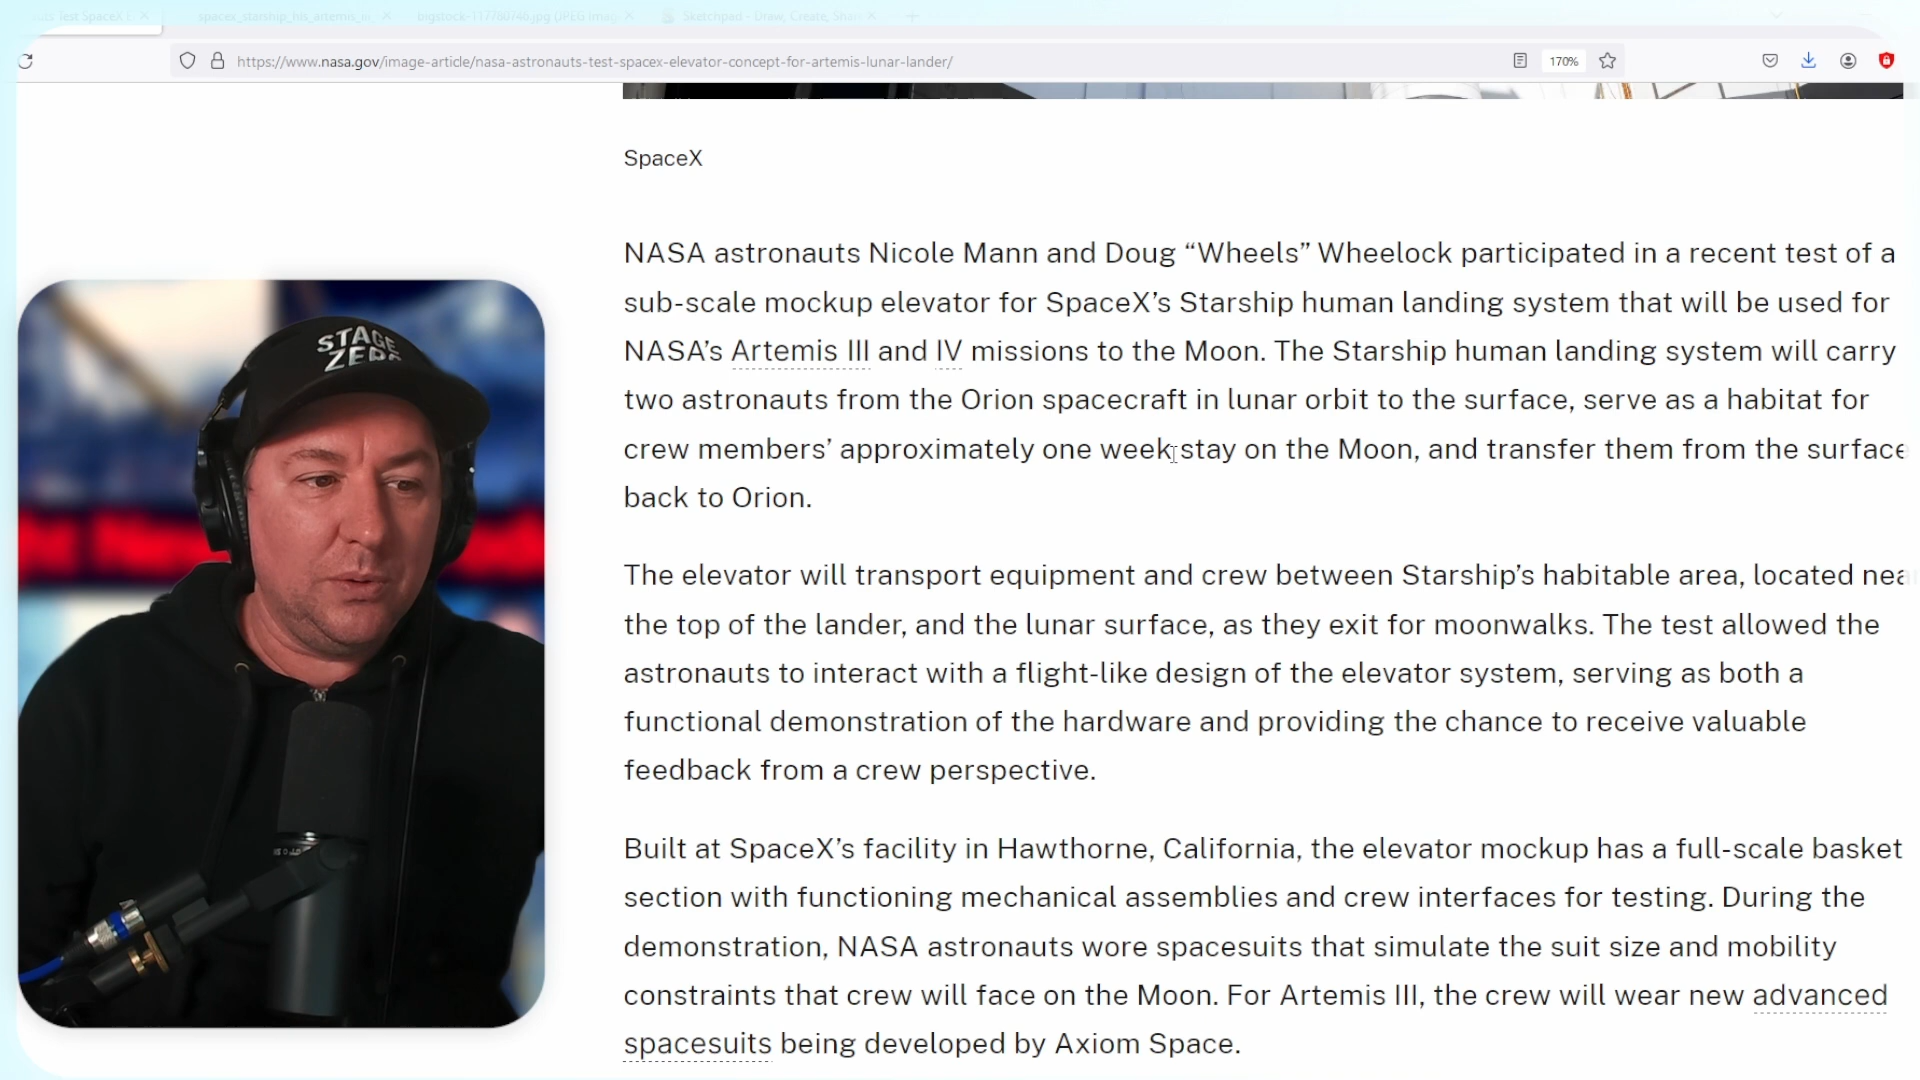 spacex_starship_hls_artemis_iii
bigstock-117780746.jpg (JPEG Imag
Sketchpad - Draw, Create, Shar
https://www.nasa.gov/image-article/nasa-astronauts-test-spacex-elevator-concept-for-artemis-lunar-lander/
170%
SpaceX
NASA astronauts Nicole Mann and Doug “Wheels” Wheelock participated in a recent test of a
sub-scale mockup elevator for SpaceX’s Starship human landing system that will be used for
NASA’s Artemis III and IV missions to the Moon. The Starship human landing system will carry
two astronauts from the Orion spacecraft in lunar orbit to the surface, serve as a habitat for
crew members’ approximately one week stay on the Moon, and transfer them from the surface
back to Orion.
The elevator will transport equipment and crew between Starship’s habitable area, located near
the top of the lander, and the lunar surface, as they exit for moonwalks. The test allowed the
astronauts to interact with a flight-like design of the elevator system, serving as both a
functional demonstration of the hardware and providing the chance to receive valuable
feedback from a crew perspective.
Built at SpaceX’s facility in Hawthorne, California, the elevator mockup has a full-scale basket
section with functioning mechanical assemblies and crew interfaces for testing. During the
demonstration, NASA astronauts wore spacesuits that simulate the suit size and mobility
constraints that crew will face on the Moon. For Artemis III, the crew will wear new advanced
spacesuits being developed by Axiom Space.
STAGE
ZERO